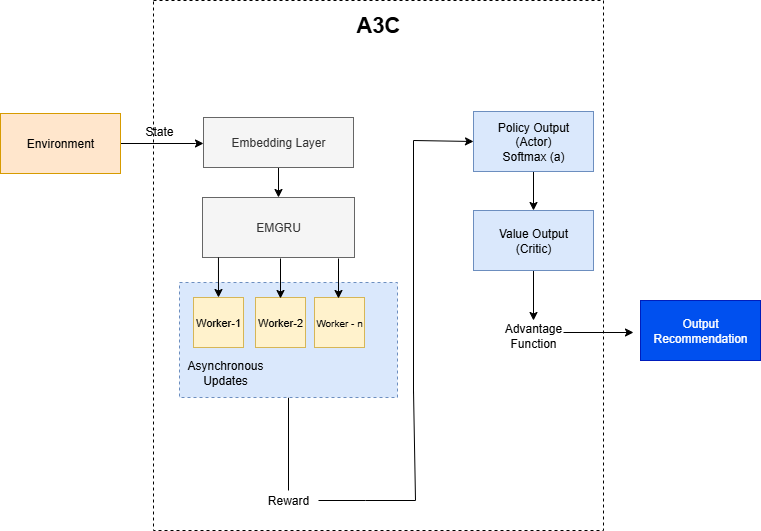 A3C
Environment
State
Embedding Layer
EMGRU
Worker-1
Worker-2
Worker - n
Asynchronous
Updates
Reward
Policy Output
(Actor)
Softmax (a)
Value Output
(Critic)
Advantage
Function
Output
Recommendation